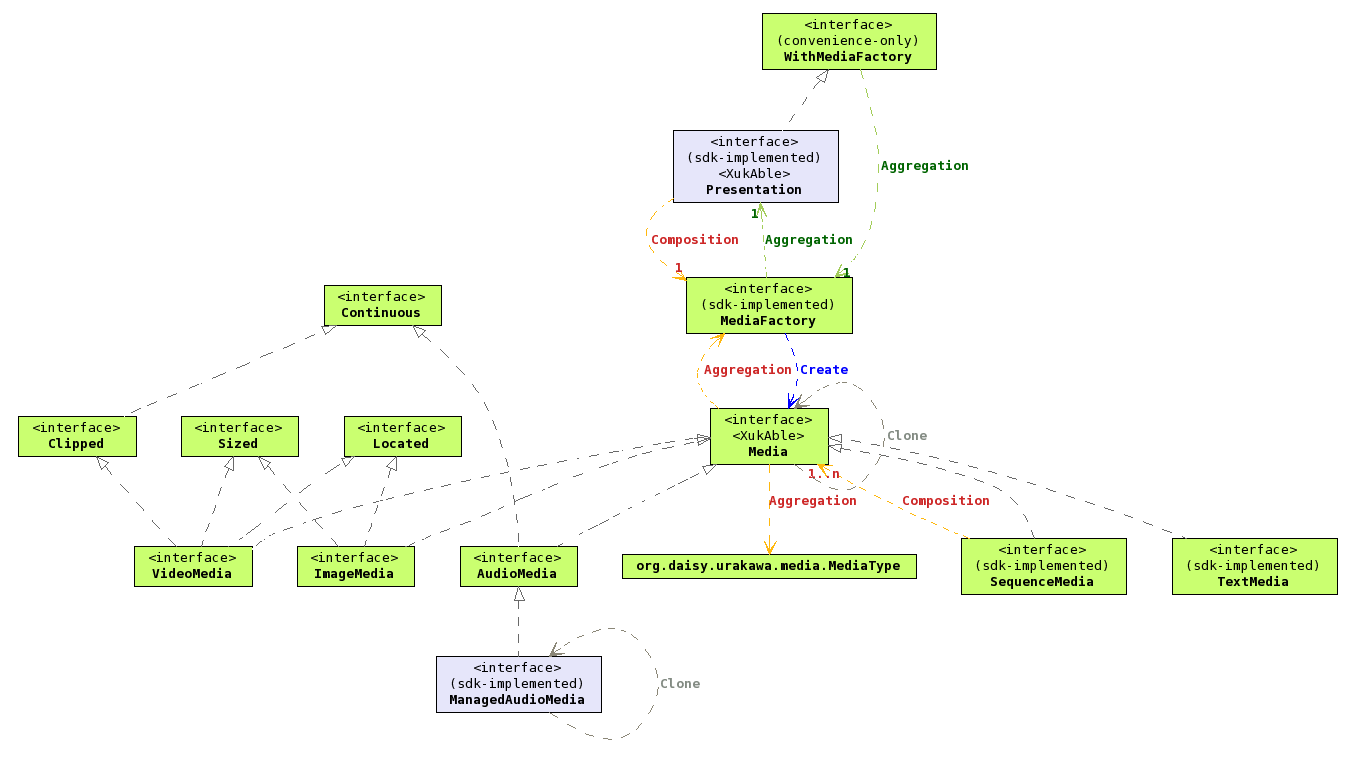 <interface>
(convenience-only)
WithMediaFactory
<interface>
(sdk-implemented)
<XukAble>
Presentation
Aggregation
1
Composition
Aggregation
1
1
<interface>
(sdk-implemented)
MediaFactory
<interface>
Continuous
Aggregation
Create
<interface>
Clipped
<interface>
Sized
<interface>
Located
<interface>
<XukAble>
Media
Clone
1..n
Aggregation
Composition
<interface>
VideoMedia
<interface>
ImageMedia
<interface>
AudioMedia
org.daisy.urakawa.media.MediaType
<interface>
(sdk-implemented)
SequenceMedia
<interface>
(sdk-implemented)
TextMedia
<interface>
(sdk-implemented)
ManagedAudioMedia
Clone